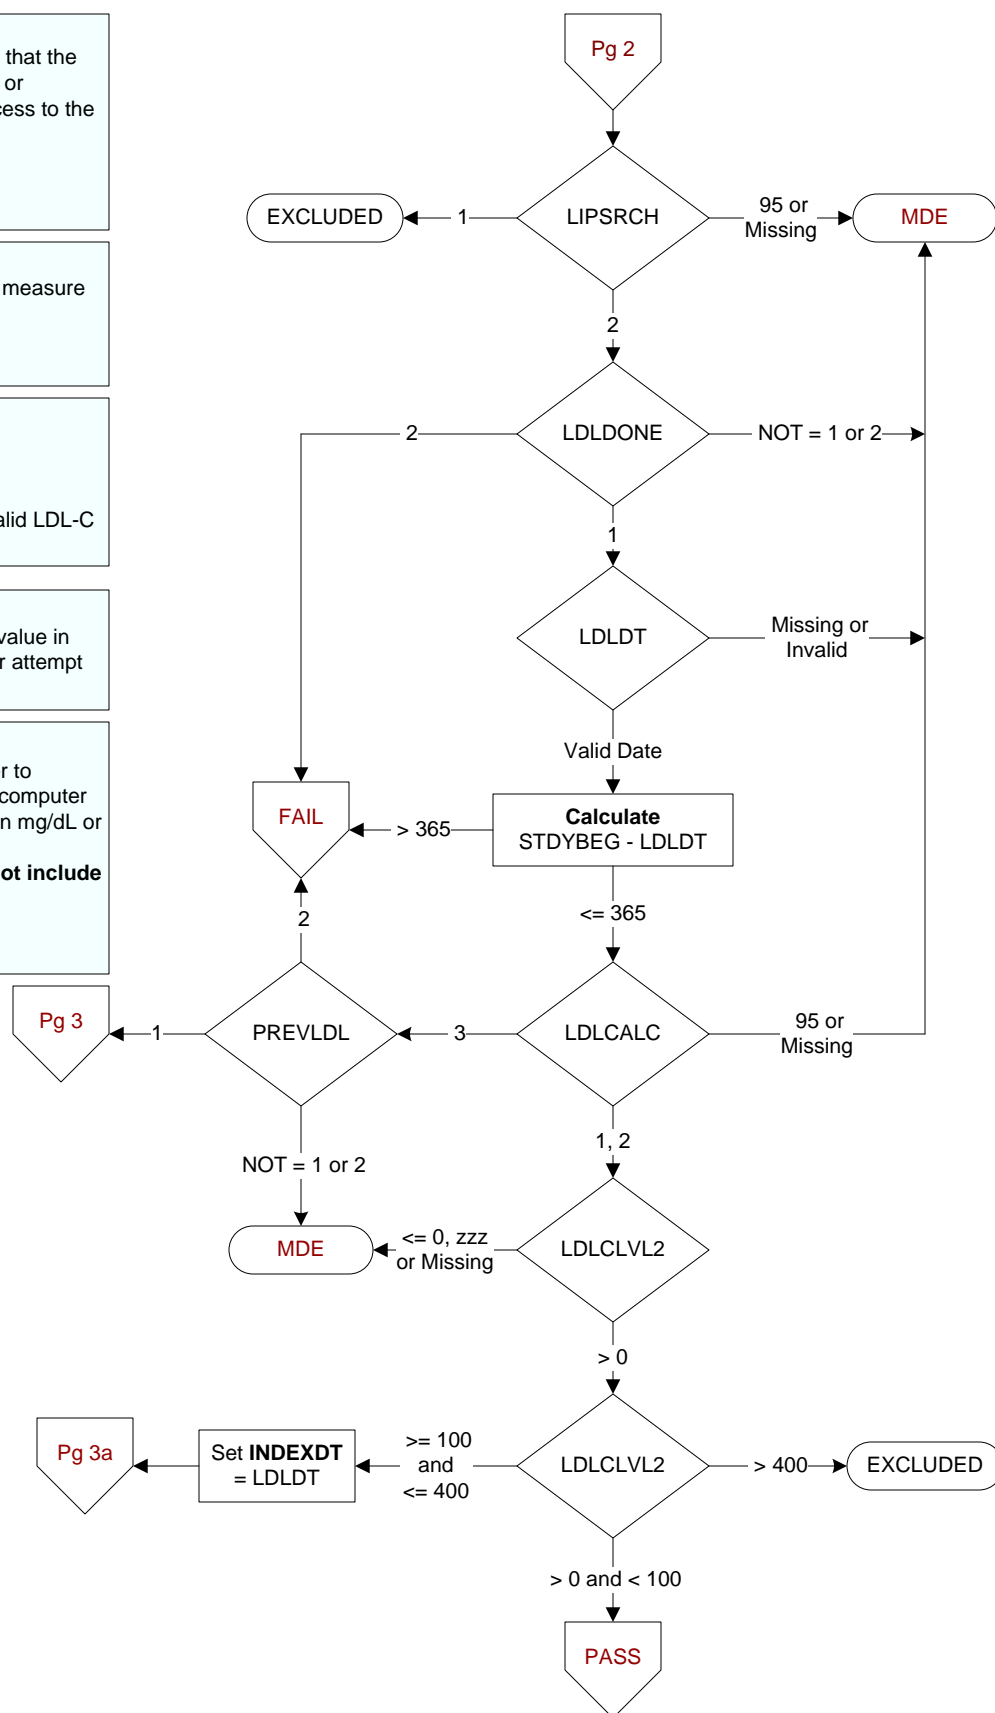 that the
or
cess to the
measure
alid LDL-C
value in
r attempt
r to
computer
n mg/dL or
ot include
Pg 2
EXCLUDED
1
LIPSRCH
95 or
Missing
MDE
2
2
LDLDONE
NOT = 1 or 2
1
LDLDT
Missing or
Invalid
Valid Date
FAIL
> 365
Calculate
STDYBEG - LDLDT
2
<= 365
Pg 3
1
PREVLDL
3
LDLCALC
95 or
Missing
NOT = 1 or 2
1, 2
MDE
<= 0, zzz
or Missing
LDLCLVL2
> 0
Pg 3a
Set INDEXDT
= LDLDT
>= 100
and
<= 400
LDLCLVL2
> 400
EXCLUDED
> 0 and < 100
PASS